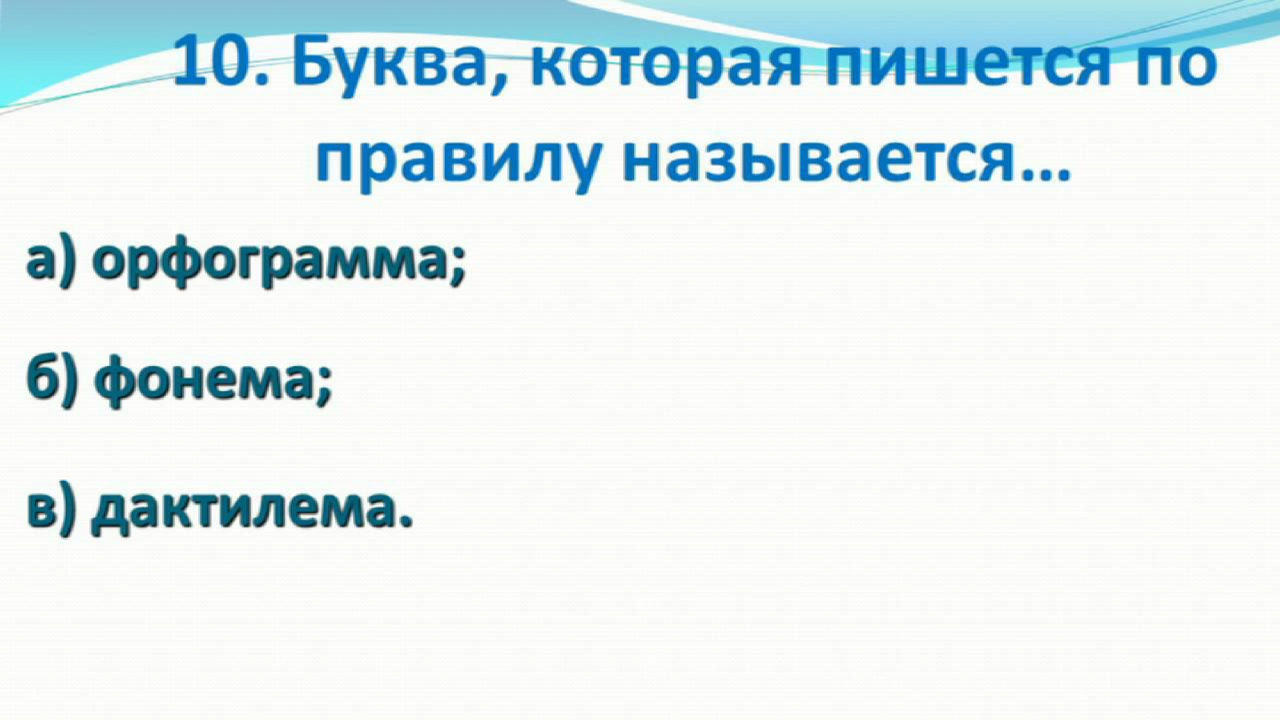 10. Буква, которая пишется по
правилу называется…
а) орфограмма;
б) фонема;
в) дактилема.